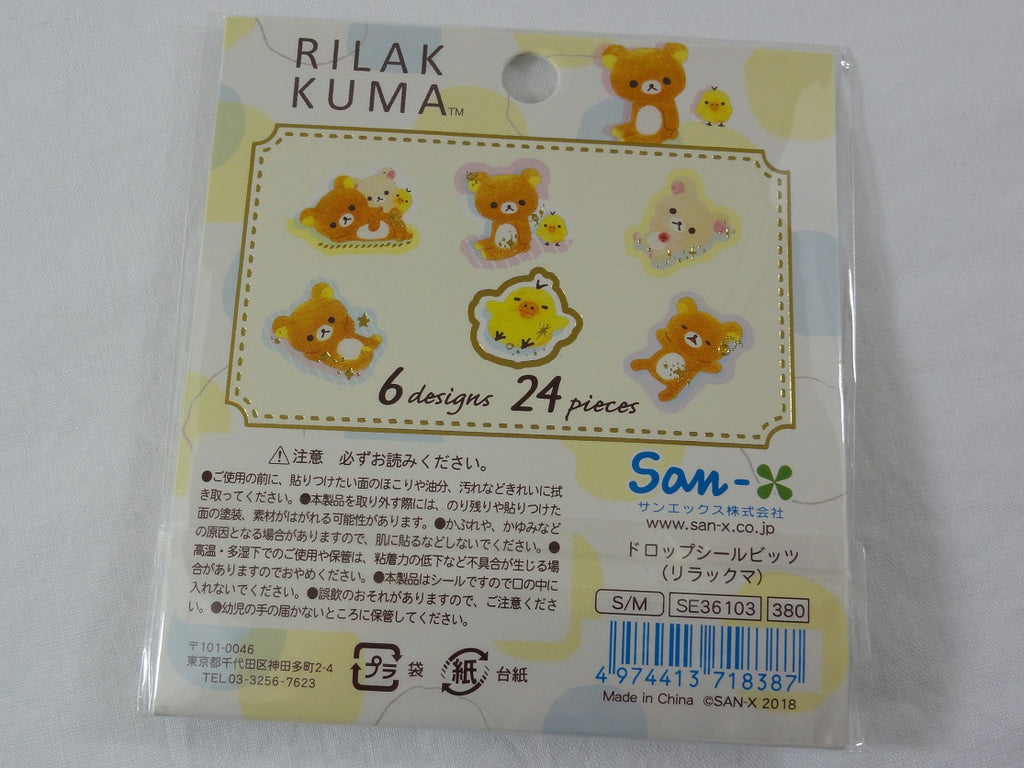 RILAK
KUMA™
6 designs 24 pieces
⚠注意 必ずお読みください。
●ご使用の前に、貼りつけたい面のほこりや油分、汚れなどきれいに拭
き取ってください。●本製品を取り外す際には、のり残りや貼りつけた
面の塗装、素材がはがれる可能性があります。●かぶれや、かゆみなど
の原因となる場合がありますので、肌に貼るなどしないでください。●
高温・多湿下でのご使用や保管は、粘着力の低下など不具合が生じる場
合がありますのでおやめください。●本製品はシールですので口の中に
入れないでください。●誤飲のおそれがありますので、ご注意くださ
い。●幼児の手の届かないところに保管してください。
〒101-0046
東京都千代田区神田多町2-4
TEL 03-3256-7623
プラ 袋 紙 台紙
San-X
サンエックス株式会社
www.san-x.co.jp
ドロップシールビッツ
（リラックマ）
S/M SE36103 380
4 974413 718387
Made in China ©SAN-X 2018